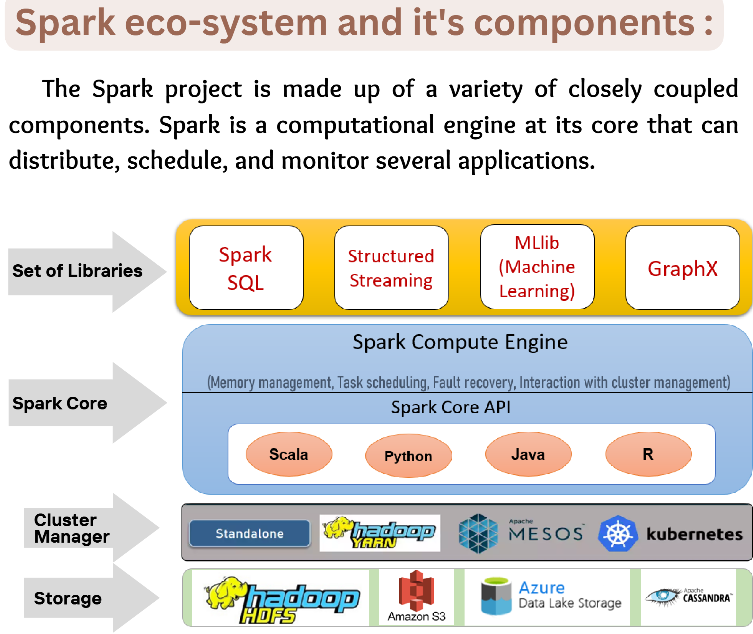 Spark eco-system and it's components :
The Spark project is made up of a variety of closely coupled
components. Spark is a computational engine at its core that can
distribute, schedule, and monitor several applications.
Set of Libraries
Spark
SQL
Structured
Streaming
MLlib
(Machine
Learning)
GraphX
Spark Core
Spark Compute Engine
(Memory management, Task scheduling, Fault recovery, Interaction with cluster management)
Spark Core API
Scala
Python
Java
R
Cluster
Manager
Standalone
hadoop
YARN
Apache
MESOS
kubernetes
Storage
hadoop
HDFS
Amazon S3
Azure
Data Lake Storage
Apache
CASSANDRA